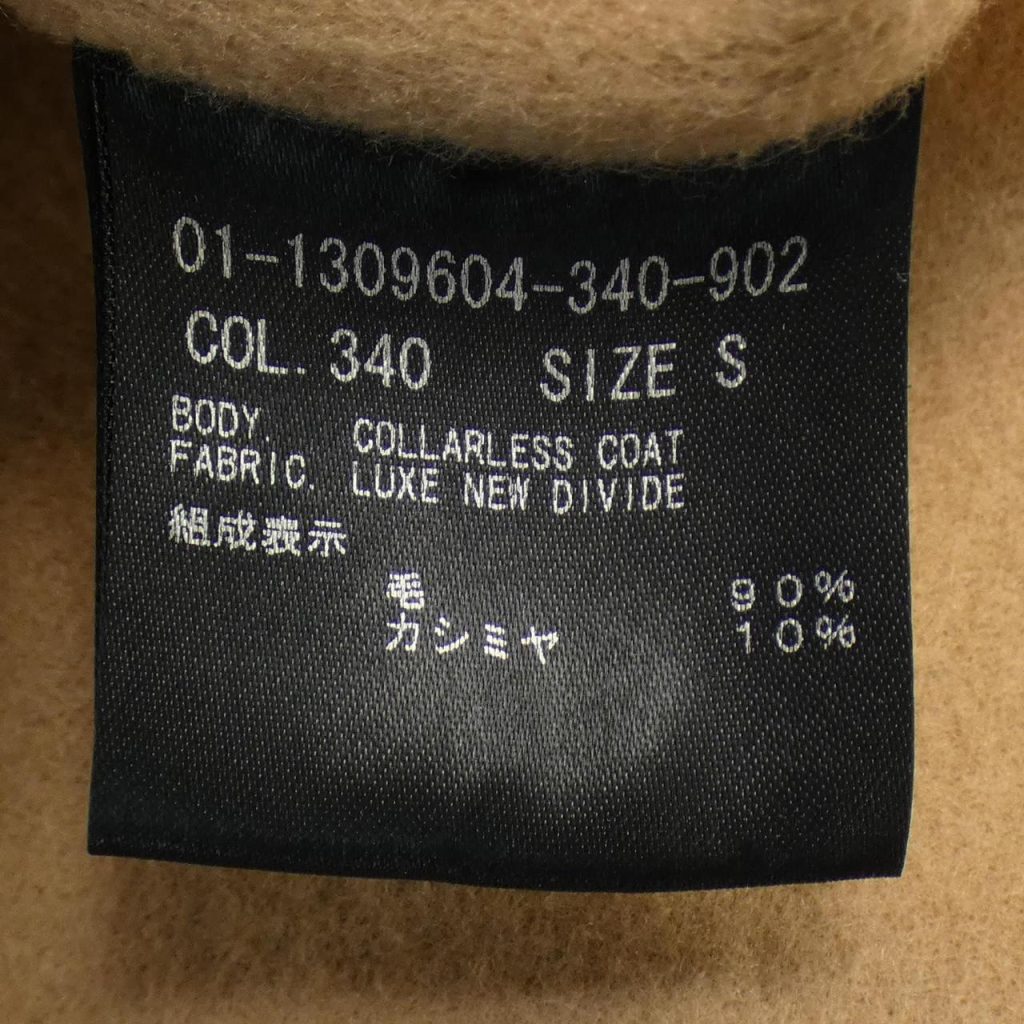 01-1309604-340-902
COL. 340 SIZE S
BODY. COLLARLESS COAT
FABRIC. LUXE NEW DIVIDE
組成表示
毛 90%
カシミヤ 10%